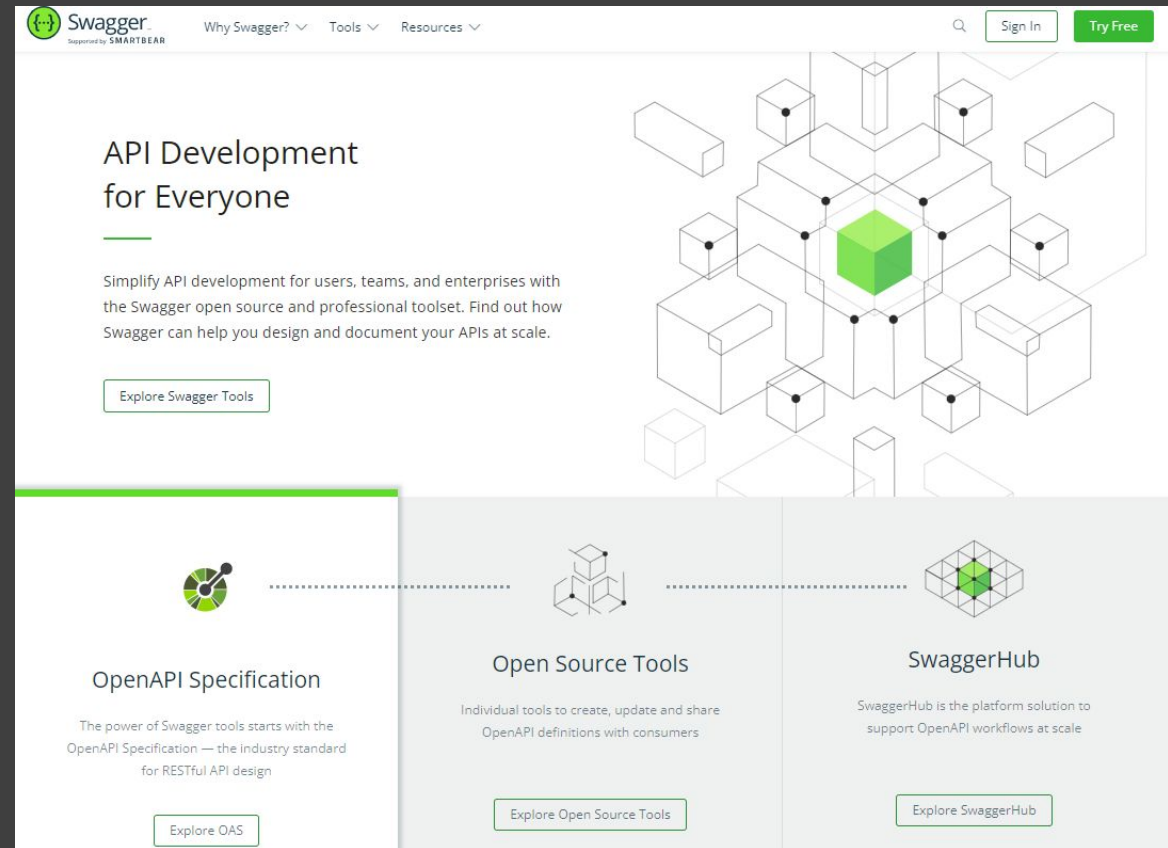 {···} Swagger.
Supported by SMARTBEAR
Why Swagger?
Tools
Resources
Sign In
Try Free
API Development
for Everyone
Simplify API development for users, teams, and enterprises with
the Swagger open source and professional toolset. Find out how
Swagger can help you design and document your APIs at scale.
Explore Swagger Tools
OpenAPI Specification
The power of Swagger tools starts with the
OpenAPI Specification — the industry standard
for RESTful API design
Explore OAS
Open Source Tools
Individual tools to create, update and share
OpenAPI definitions with consumers
Explore Open Source Tools
SwaggerHub
SwaggerHub is the platform solution to
support OpenAPI workflows at scale
Explore SwaggerHub